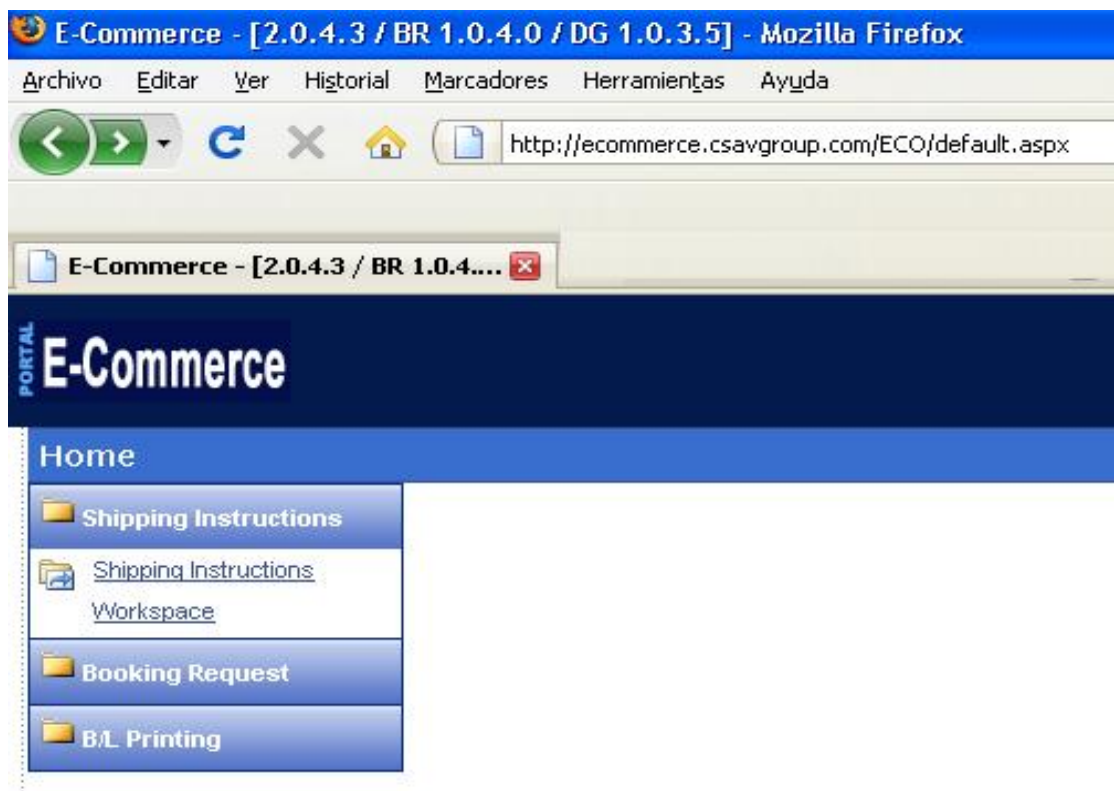 E-Commerce - [2.0.4.3 / BR 1.0.4.0 / DG 1.0.3.5] - Mozilla Firefox
Archivo Editar Ver Historial Marcadores Herramientas Ayuda
http://ecommerce.csavgroup.com/ECO/default.aspx
E-Commerce - [2.0.4.3 / BR 1.0.4....
PORTAL
E-Commerce
Home
Shipping Instructions
Shipping Instructions
Workspace
Booking Request
B/L Printing